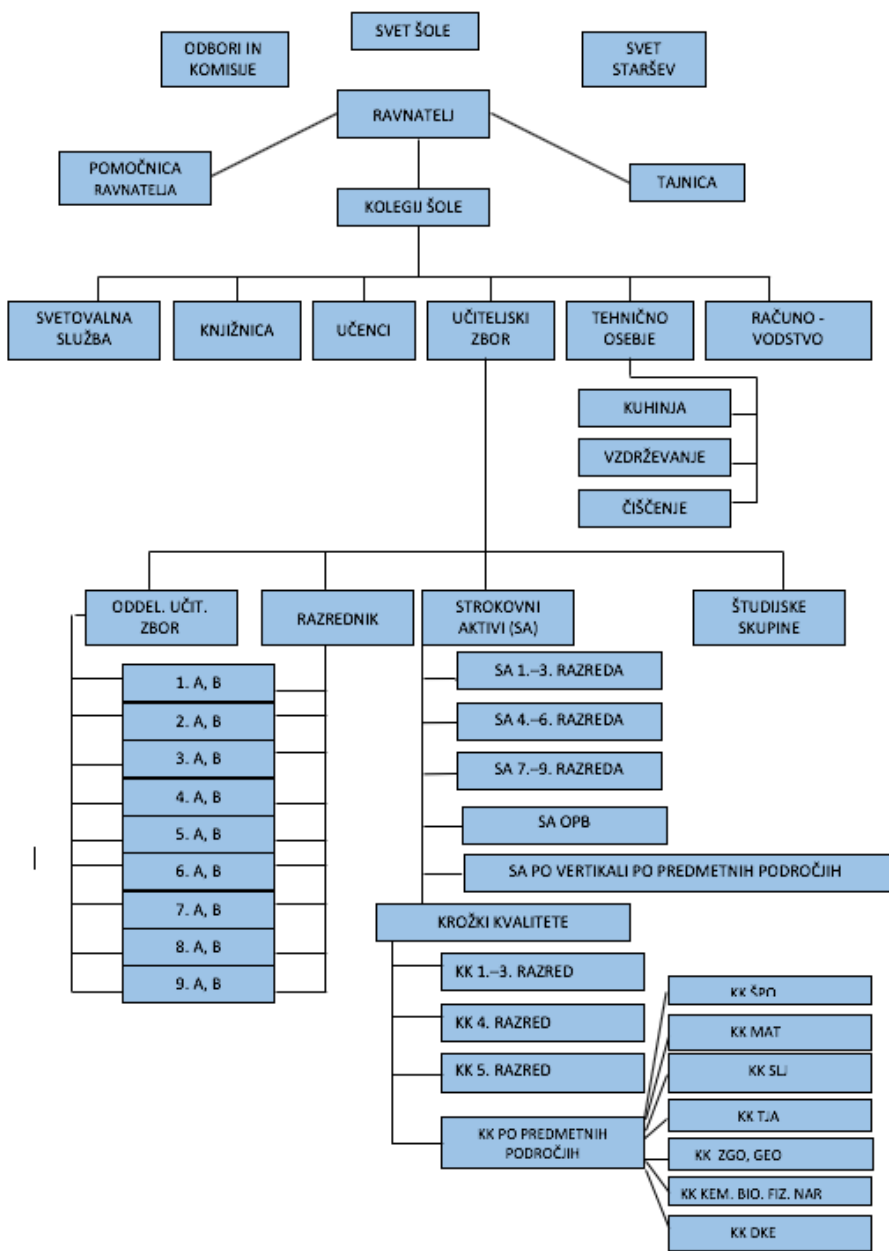 SVET ŠOLE
ODBORI IN
KOMISIJE
SVET
STARŠEV
RAVNATELJ
POMOČNICA
RAVNATELJA
TAJNICA
KOLEGIJ ŠOLE
SVETOVALNA
SLUŽBA
KNJIŽNICA
UČENCI
UČITELJSKI
ZBOR
TEHNIČNO
OSEBJE
RAČUNO -
VODSTVO
KUHINJA
VZDRŽEVANJE
ČIŠČENJE
ODDEL. UČIT.
ZBOR
RAZREDNIK
STROKOVNI
AKTIVI (SA)
ŠTUDIJSKE
SKUPINE
1. A, B
2. A, B
3. A, B
4. A, B
5. A, B
6. A, B
7. A, B
8. A, B
9. A, B
SA 1.–3. RAZREDA
SA 4.–6. RAZREDA
SA 7.–9. RAZREDA
SA OPB
SA PO VERTIKALI PO PREDMETNIH PODROČJIH
KROŽKI KVALITETE
KK 1.–3. RAZRED
KK 4. RAZRED
KK 5. RAZRED
KK PO PREDMETNIH
PODROČJIH
KK ŠPO
KK MAT
KK SLJ
KK TJA
KK ZGO, GEO
KK KEM. BIO. FIZ. NAR
KK DKE